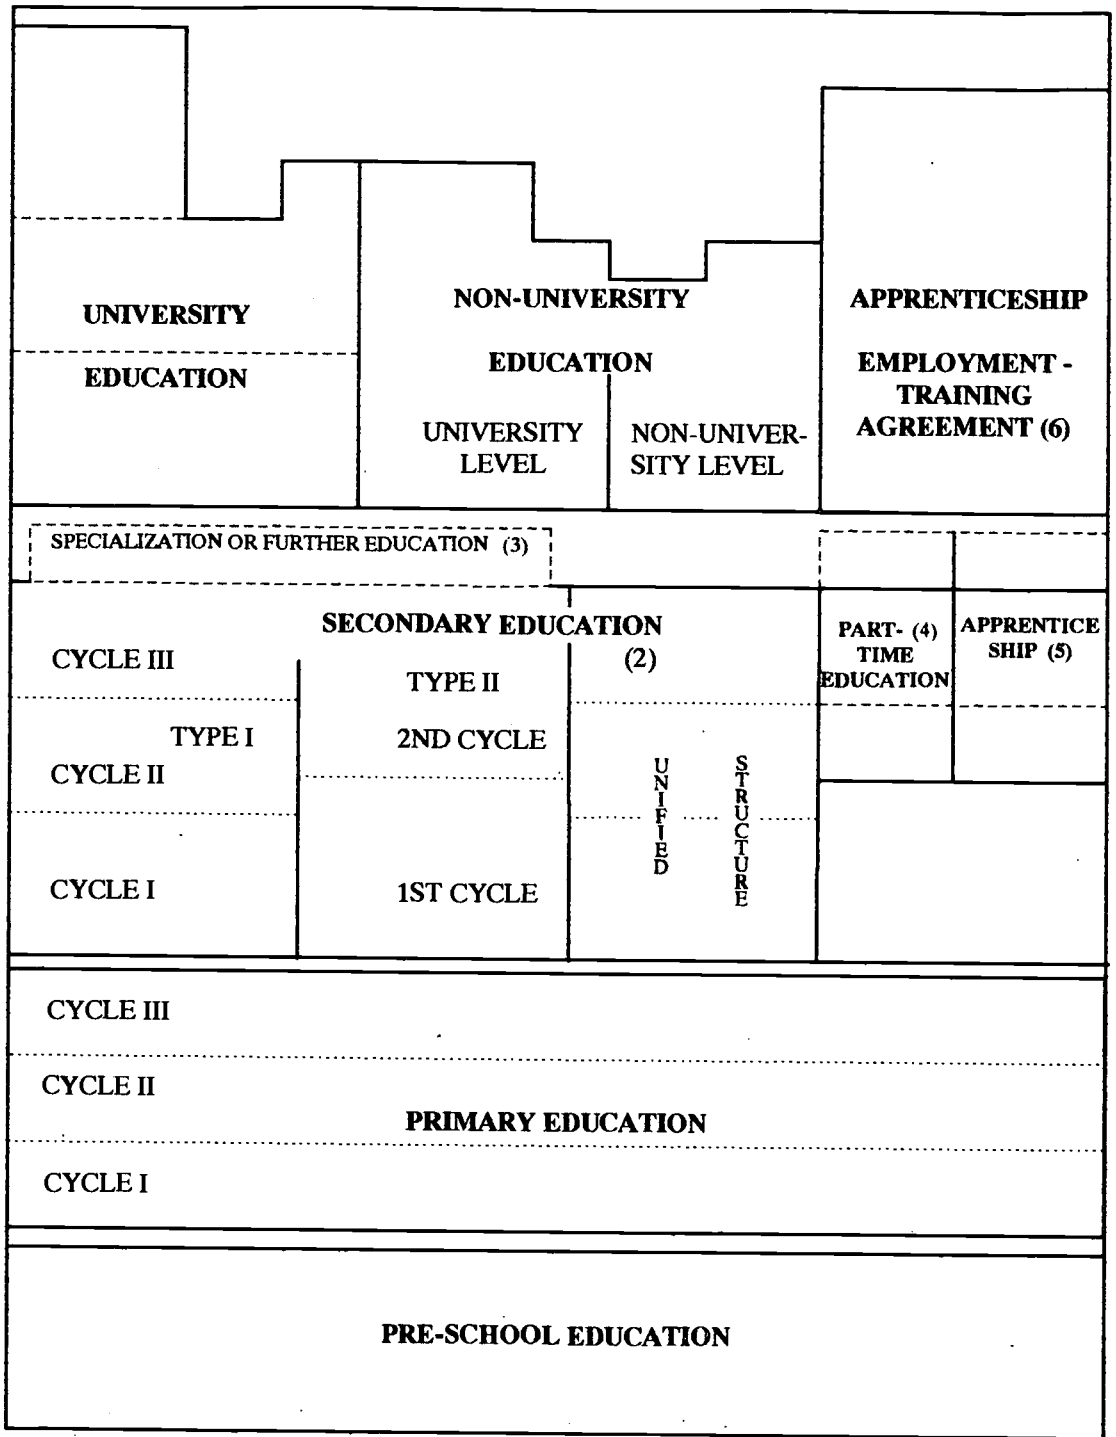 UNIVERSITY
EDUCATION
NON-UNIVERSITY
EDUCATION
UNIVERSITY
LEVEL
NON-UNIVER-
SITY LEVEL
APPRENTICESHIP
EMPLOYMENT -
TRAINING
AGREEMENT (6)
SPECIALIZATION OR FURTHER EDUCATION (3)
SECONDARY EDUCATION
(2)
CYCLE III
TYPE I
CYCLE II
CYCLE I
TYPE II
2ND CYCLE
1ST CYCLE
UNIFIED
STRUCTURE
PART- (4)
TIME
EDUCATION
APPRENTICE
SHIP (5)
CYCLE III
CYCLE II
PRIMARY EDUCATION
CYCLE I
PRE-SCHOOL EDUCATION